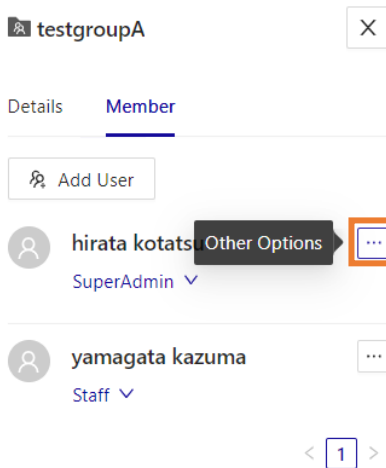 testgroupA
Details Member
Add User
hirata kotatsu Other Options ...
SuperAdmin
yamagata kazuma ...
Staff
< 1 >